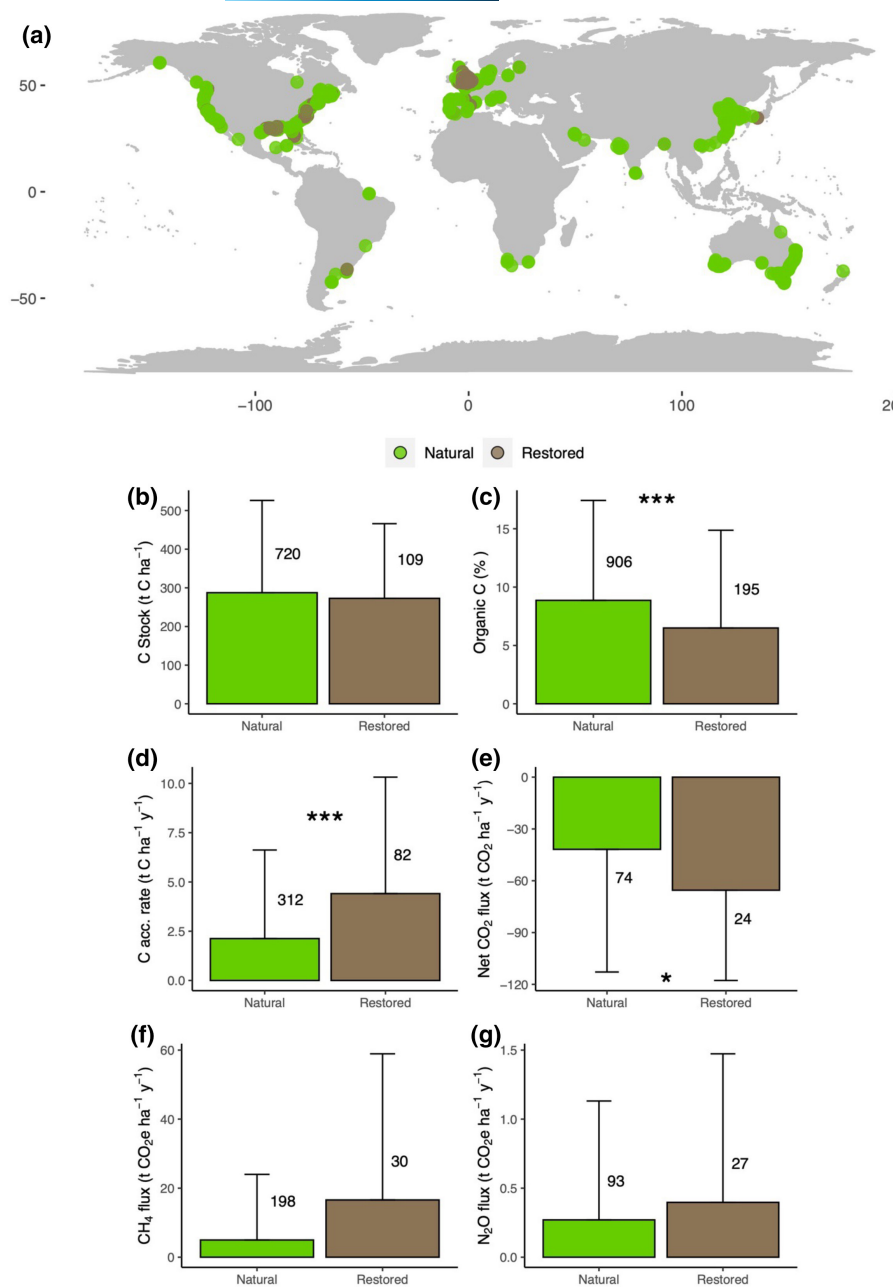 (a)
50
0
−50
−100
0
100
20
Natural
Restored
(b)
C Stock (t C ha⁻¹)
500
400
300
200
100
0
720
109
Natural
Restored
(c)
Organic C (%)
15
10
5
0
***
906
195
Natural
Restored
(d)
C acc. rate (t C ha⁻¹ y⁻¹)
10.0
7.5
5.0
2.5
0.0
***
312
82
Natural
Restored
(e)
Net CO₂ flux (t CO₂ ha⁻¹ y⁻¹)
0
−30
−60
−90
−120
74
24
*
Natural
Restored
(f)
CH₄ flux (t CO₂e ha⁻¹ y⁻¹)
60
40
20
0
198
30
Natural
Restored
(g)
N₂O flux (t CO₂e ha⁻¹ y⁻¹)
1.5
1.0
0.5
0.0
93
27
Natural
Restored